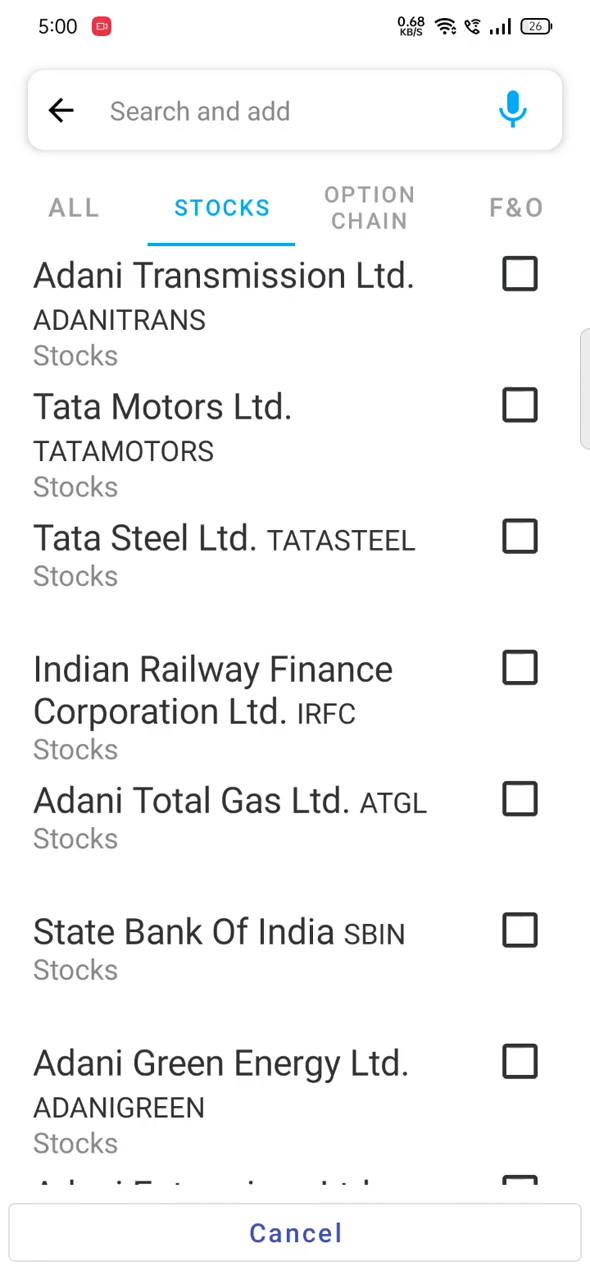 5:00
0.68
KB/S
26
Search and add
ALL
STOCKS
OPTION
CHAIN
F&O
Adani Transmission Ltd.
ADANITRANS
Stocks
Tata Motors Ltd.
TATAMOTORS
Stocks
Tata Steel Ltd. TATASTEEL
Stocks
Indian Railway Finance
Corporation Ltd. IRFC
Stocks
Adani Total Gas Ltd. ATGL
Stocks
State Bank Of India SBIN
Stocks
Adani Green Energy Ltd.
ADANIGREEN
Stocks
Cancel